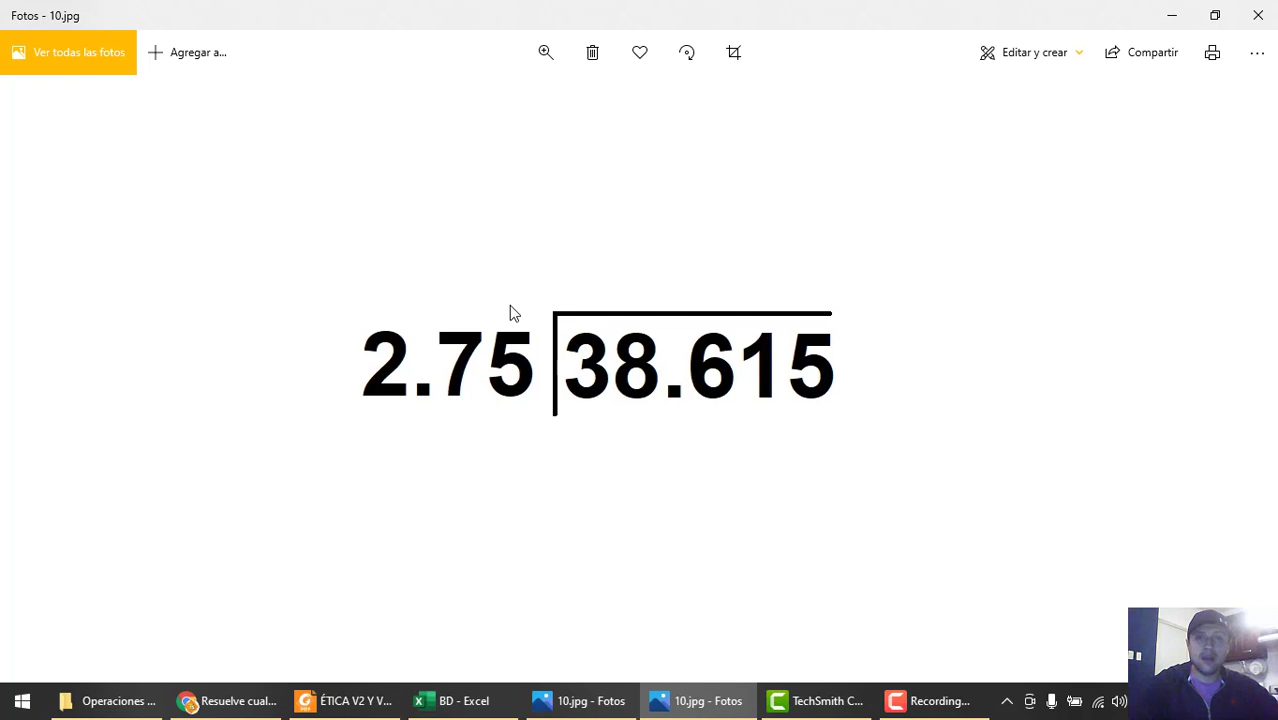 Fotos - 10.jpg
Ver todas las fotos
Agregar a...
Editar y crear
Compartir
2.75 38.615
Operaciones ...
Resuelve cual...
ÉTICA V2 Y V...
BD - Excel
10.jpg - Fotos
10.jpg - Fotos
TechSmith C...
Recording...